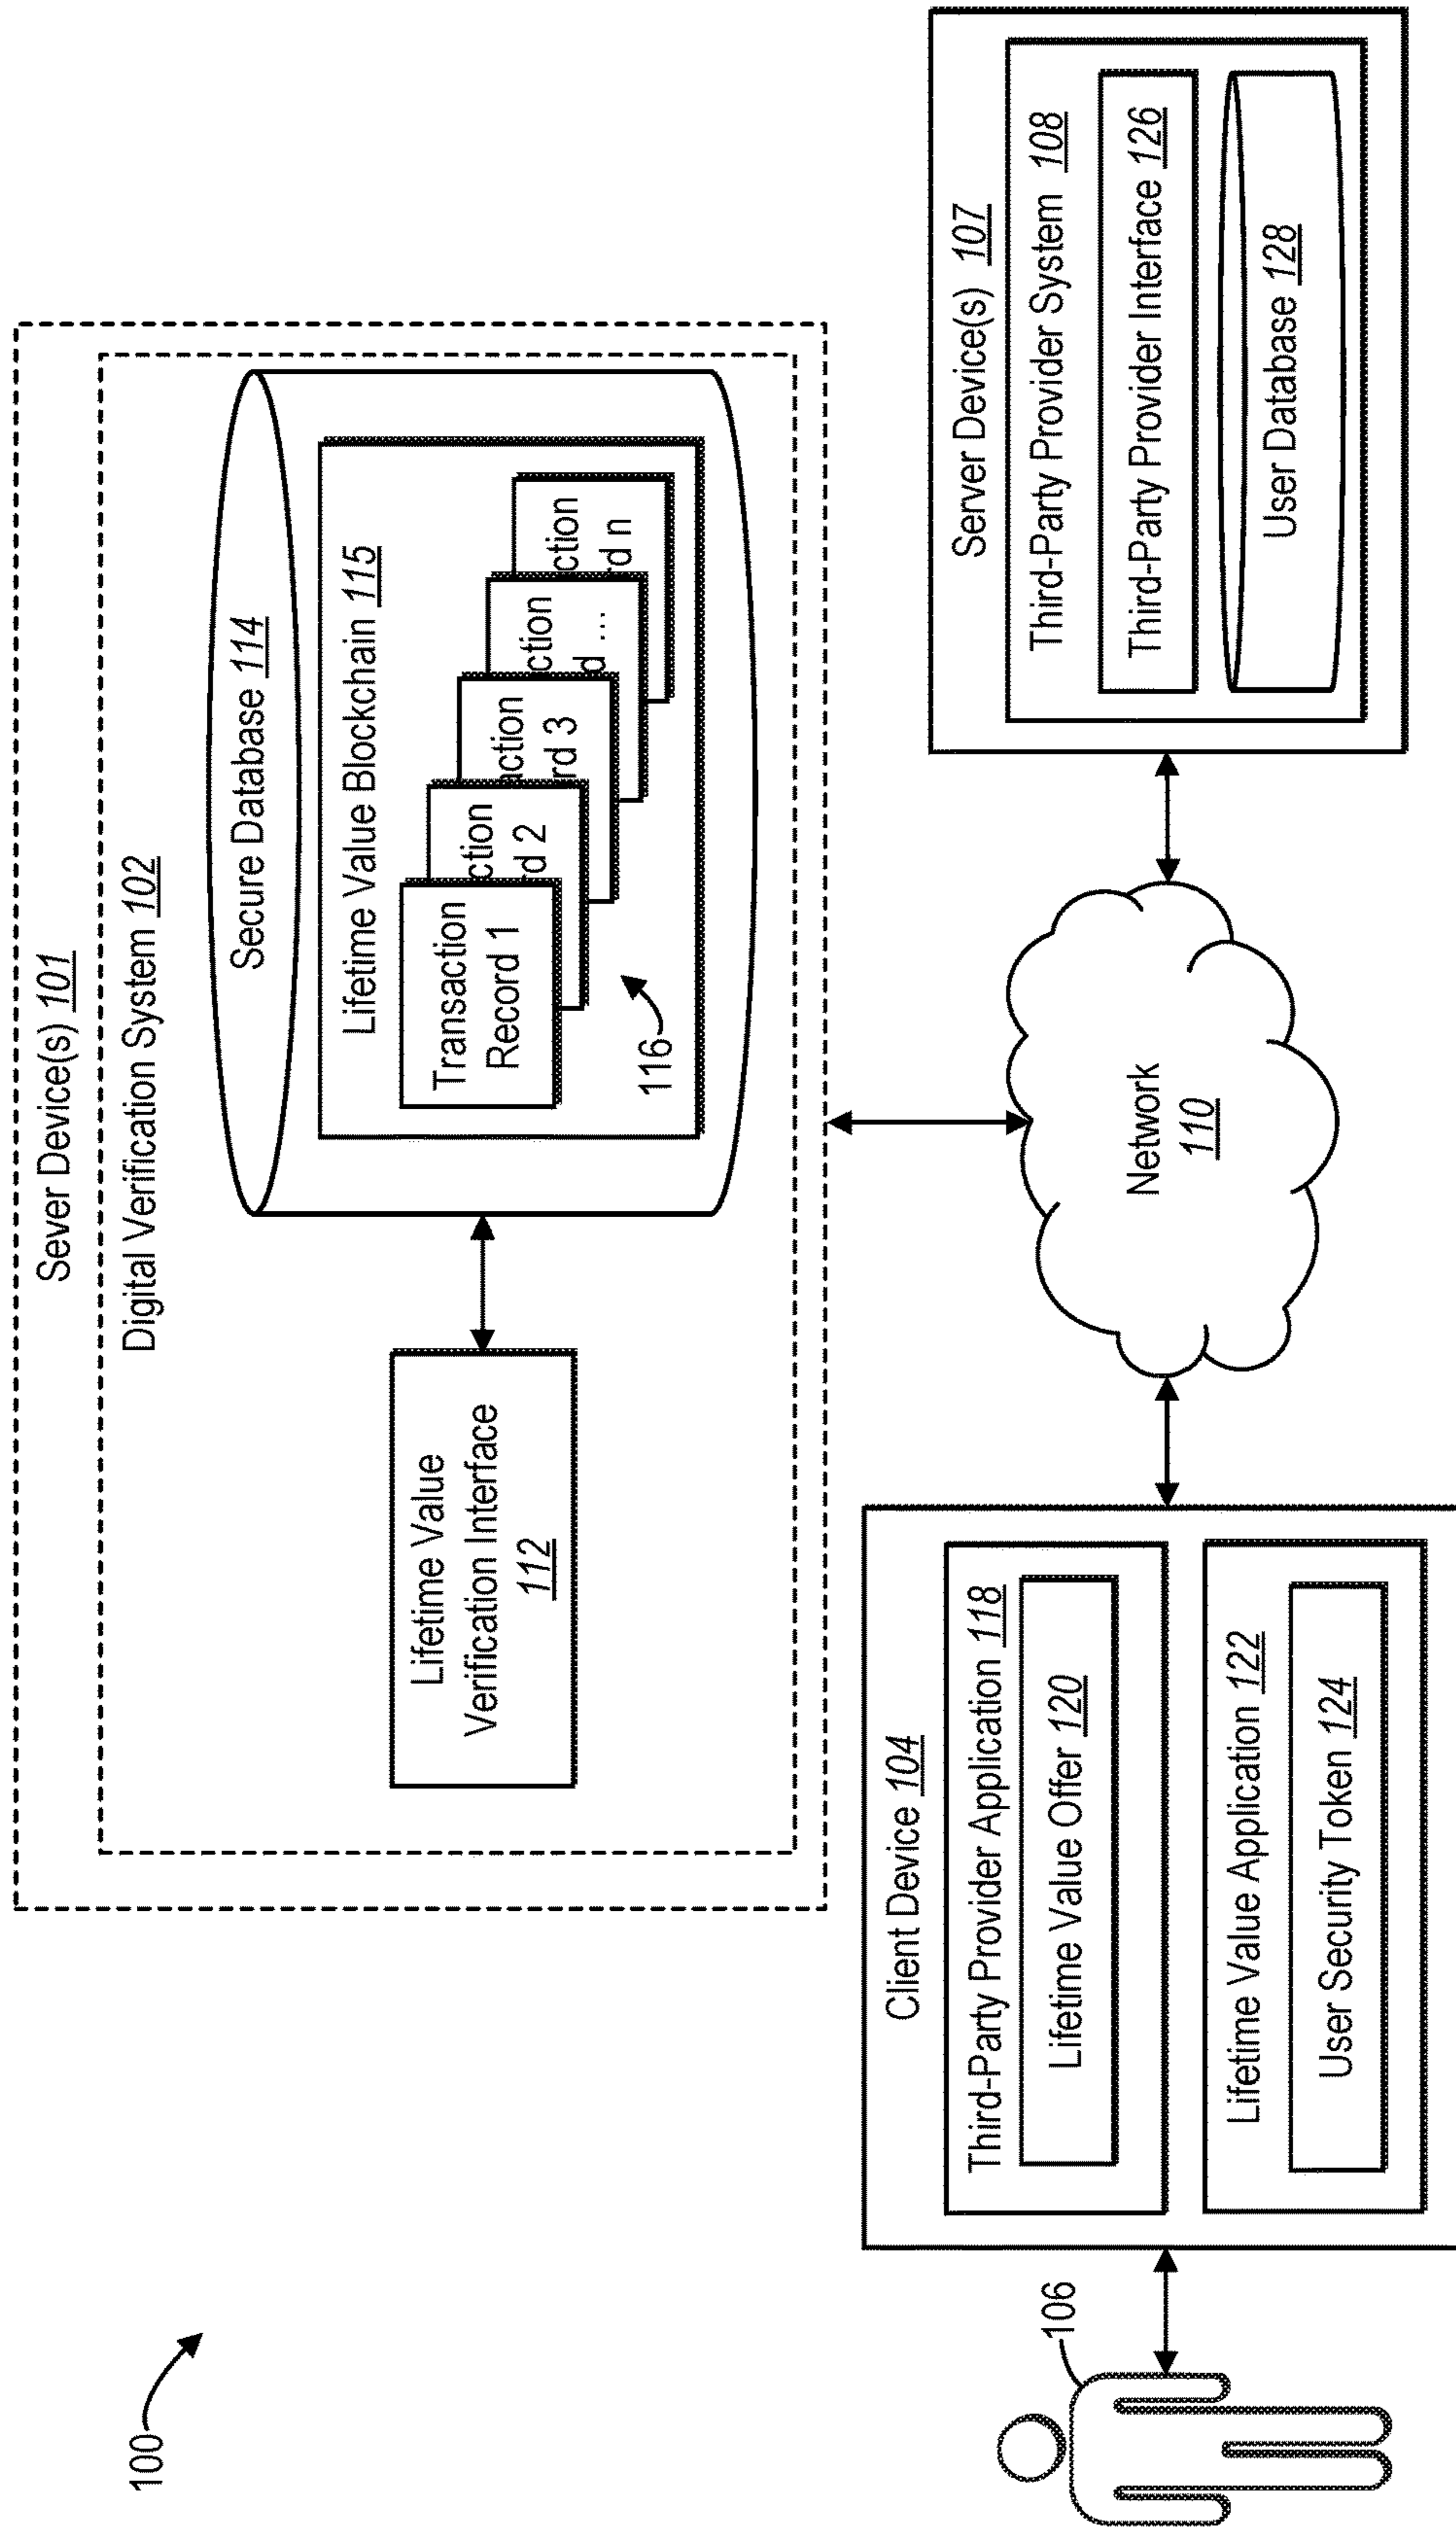 100
Sever Device(s) 101
Digital Verification System 102
Lifetime Value
Verification Interface
112
Secure Database 114
Lifetime Value Blockchain 115
Transaction
Record 1
ction
rd 2
action
rd 3
ction
d ...
ction
rd n
116
106
Client Device 104
Third-Party Provider Application 118
Lifetime Value Offer 120
Lifetime Value Application 122
User Security Token 124
Network
110
Server Device(s) 107
Third-Party Provider System 108
Third-Party Provider Interface 126
User Database 128